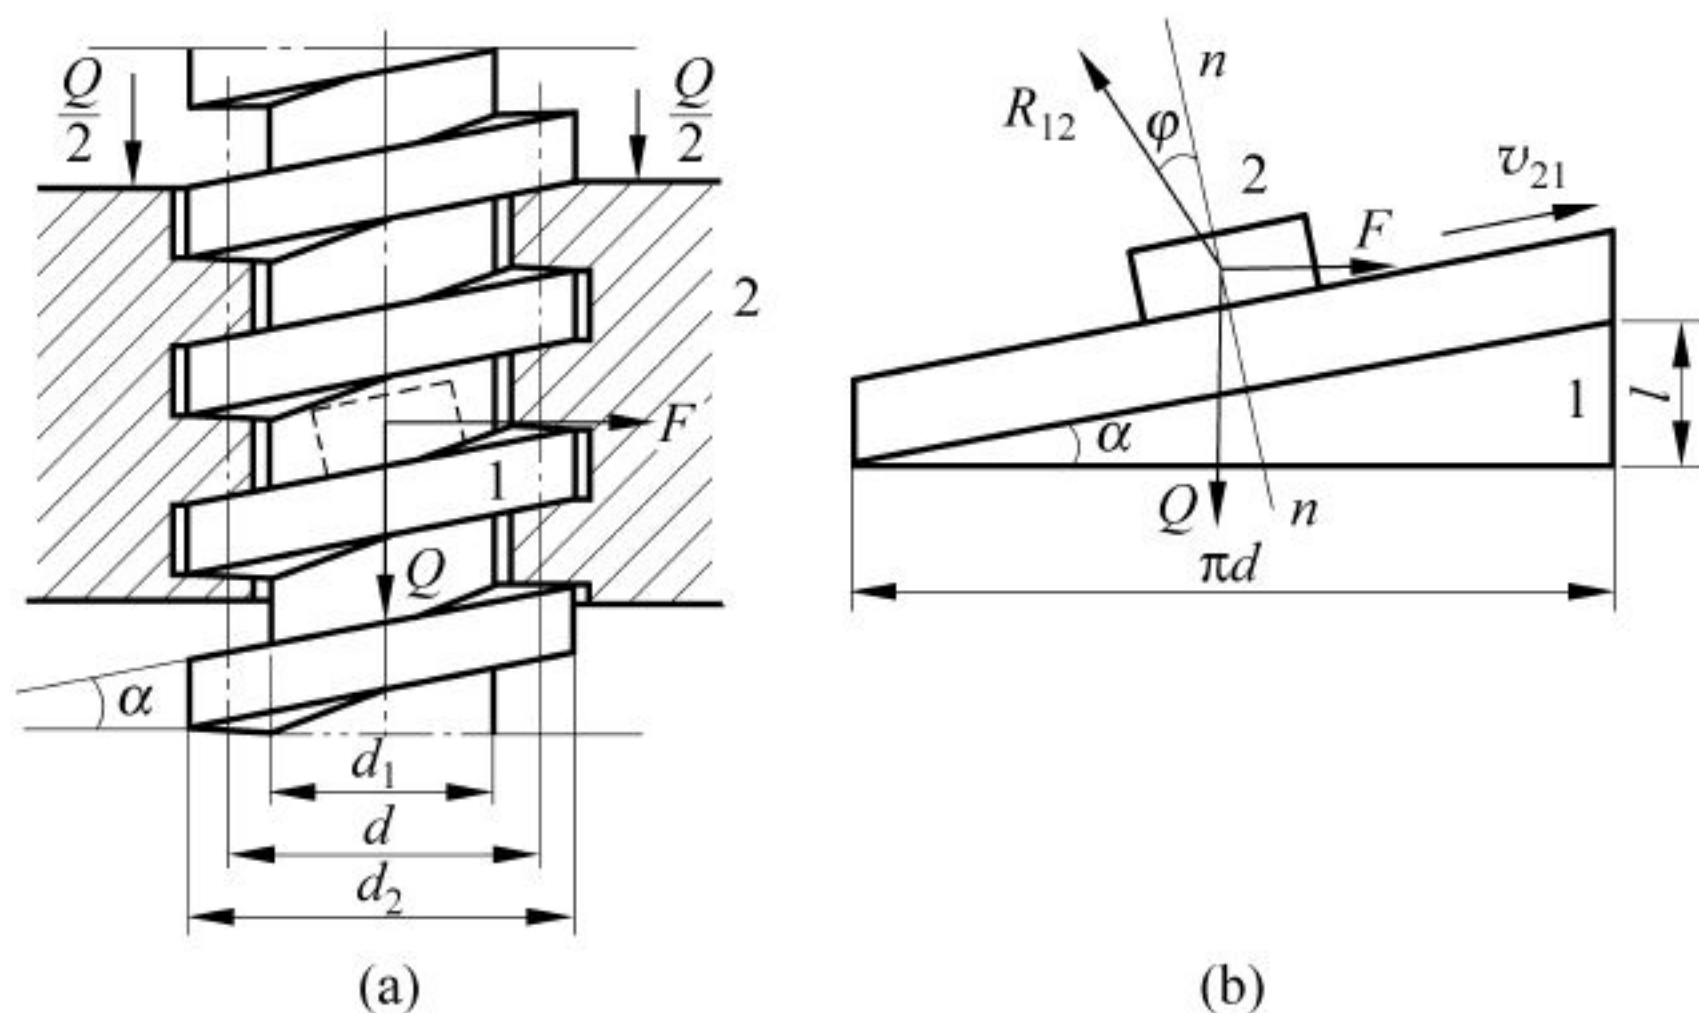 Q/2
Q/2
2
F
1
Q
α
d₁
d
d₂
(a)
n
R₁₂
φ
2
v₂₁
F
1
l
α
Q
n
πd
(b)